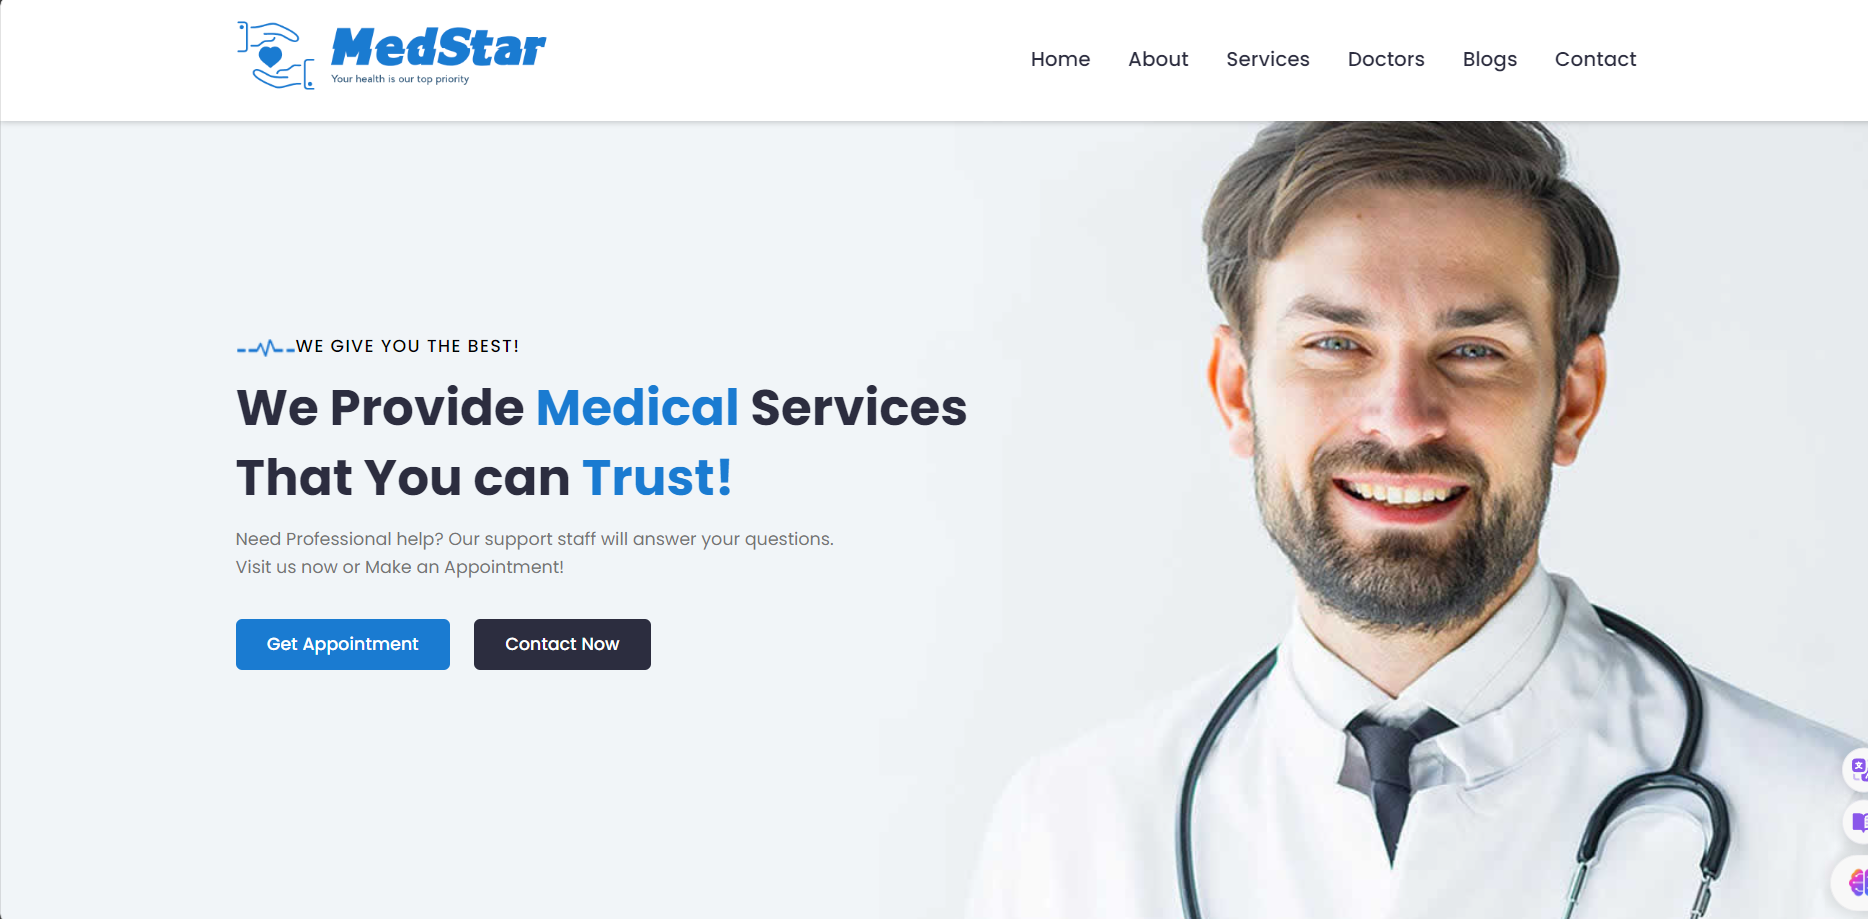 MedStar
Your health is our top priority
Home About Services Doctors Blogs Contact
WE GIVE YOU THE BEST!
We Provide Medical Services
That You can Trust!
Need Professional help? Our support staff will answer your questions.
Visit us now or Make an Appointment!
Get Appointment Contact Now